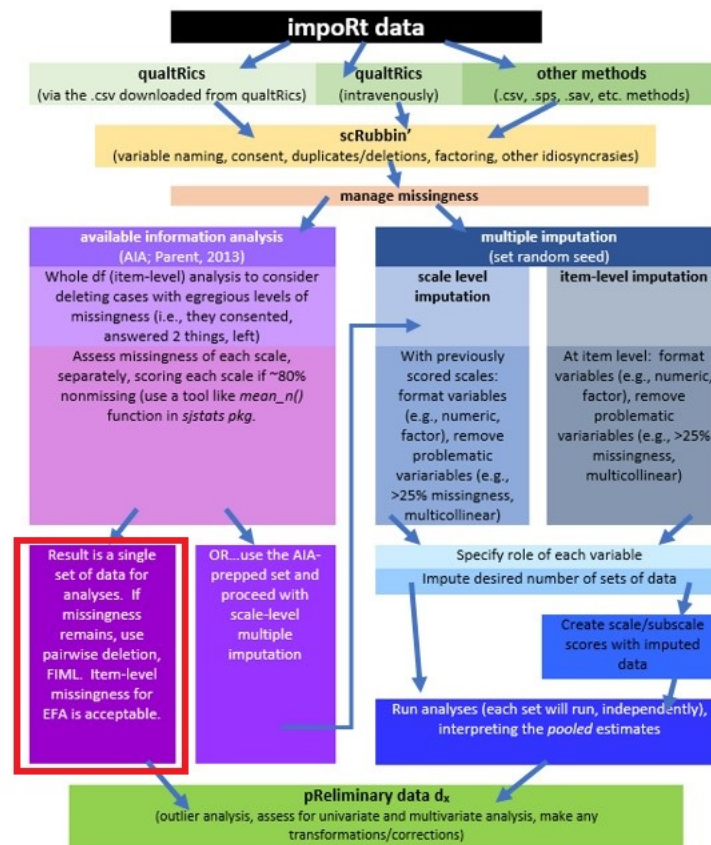 impoRt data
qualtRics
(via the .csv downloaded from qualtRics)
qualtRics
(intravenously)
other methods
(.csv, .sps, .sav, etc. methods)
scRubbin’
(variable naming, consent, duplicates/deletions, factoring, other idiosyncrasies)
manage missingness
available information analysis
(AIA; Parent, 2013)
Whole df (item-level) analysis to consider
deleting cases with egregious levels of
missingness (i.e., they consented,
answered 2 things, left)
Assess missingness of each scale,
separately, scoring each scale if ~80%
nonmissing (use a tool like mean_n()
function in sjstats pkg.
Result is a single
set of data for
analyses. If
missingness
remains, use
pairwise deletion,
FIML. Item-level
missingness for
EFA is acceptable.
OR...use the AIA-
prepped set and
proceed with
scale-level
multiple
imputation
multiple imputation
(set random seed)
scale level
imputation
With previously
scored scales:
format variables
(e.g., numeric,
factor), remove
problematic
varariables (e.g.,
>25% missingness,
multicollinear)
item-level imputation
At item level: format
variables (e.g., numeric,
factor), remove
problematic
variariables (e.g., >25%
missingness,
multicollinear)
Specify role of each variable
Impute desired number of sets of data
Create scale/subscale
scores with imputed
data
Run analyses (each set will run, independently),
interpreting the pooled estimates
pReliminary data dₓ
(outlier analysis, assess for univariate and multivariate analysis, make any
transformations/corrections)